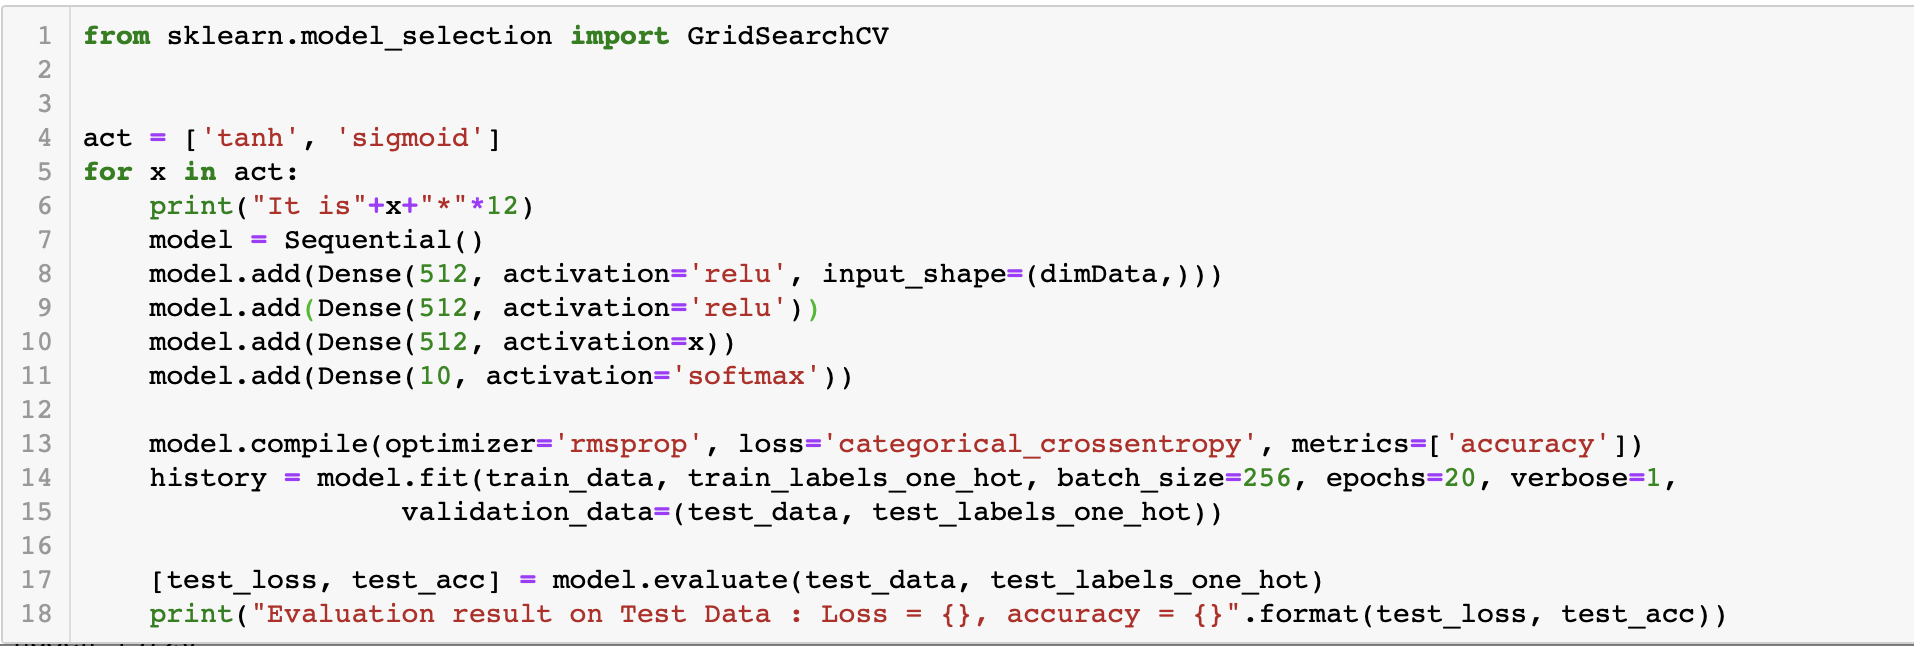 1 from sklearn.model_selection import GridSearchCV
2
3
4 act = ['tanh', 'sigmoid']
5 for x in act:
6     print("It is"+x+"*"*12)
7     model = Sequential()
8     model.add(Dense(512, activation='relu', input_shape=(dimData,)))
9     model.add(Dense(512, activation='relu'))
10     model.add(Dense(512, activation=x))
11     model.add(Dense(10, activation='softmax'))
12
13     model.compile(optimizer='rmsprop', loss='categorical_crossentropy', metrics=['accuracy'])
14     history = model.fit(train_data, train_labels_one_hot, batch_size=256, epochs=20, verbose=1,
15                    validation_data=(test_data, test_labels_one_hot))
16
17     [test_loss, test_acc] = model.evaluate(test_data, test_labels_one_hot)
18     print("Evaluation result on Test Data : Loss = {}, accuracy = {}".format(test_loss, test_acc))